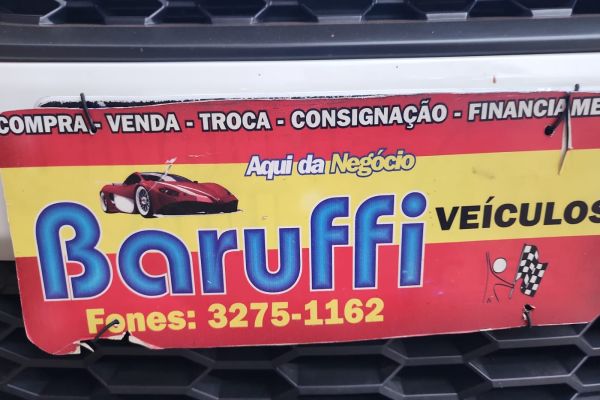 COMPRA - VENDA - TROCA - CONSIGNAÇÃO - FINANCIAME
Aqui da Negócio
Baruffi VEÍCULOS
Fones: 3275-1162